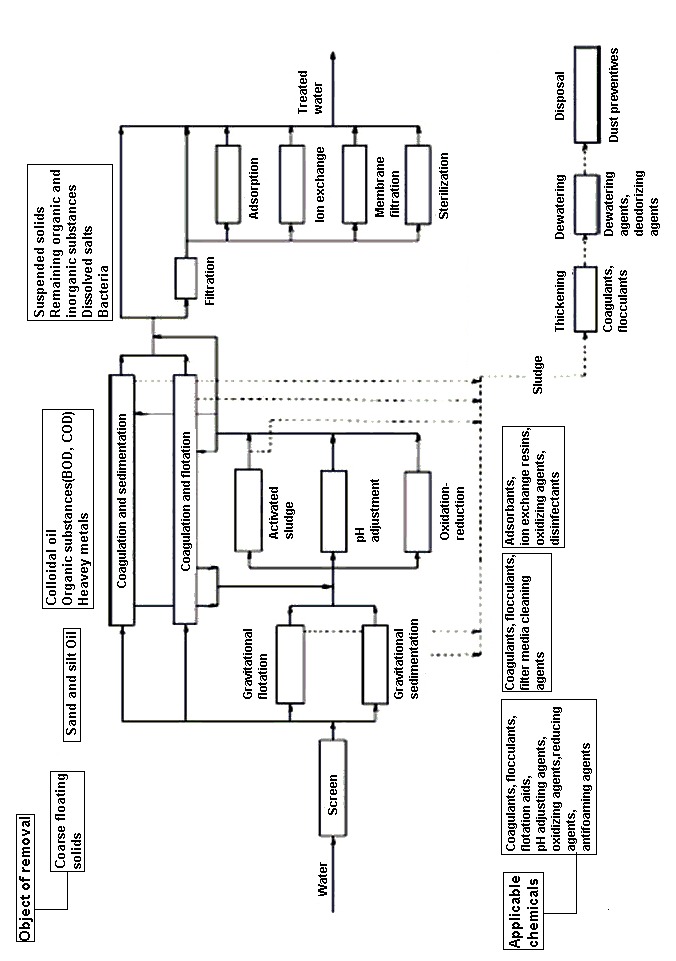 Object of removal
Coarse floating
solids
Sand and silt Oil
Colloidal oil
Organic substances(BOD, COD)
Heavey metals
Suspended solids
Remaining organic and
inorganic substances
Dissolved salts
Bacteria
Water
Screen
Coagulation and sedimentation
Coagulation and flotation
Gravitational
flotation
Gravitational
sedimentation
Activated
sludge
pH
adjustment
Oxidation-
reduction
Filtration
Adsorption
Ion exchange
Membrane
filtration
Sterilization
Treated
water
Sludge
Thickening
Coagulants,
flocculants
Dewatering
Dewatering
agents,
deodorizing
agents
Disposal
Dust preventives
Applicable
chemicals
Coagulants, flocculants,
flotation aids,
pH adjusting agents,
oxidizing agents,reducing
agents,
antifoaming agents
Coagulants, flocculants,
filter media cleaning
agents
Adsorbants,
ion exchange resins,
oxidizing agents,
disinfectants